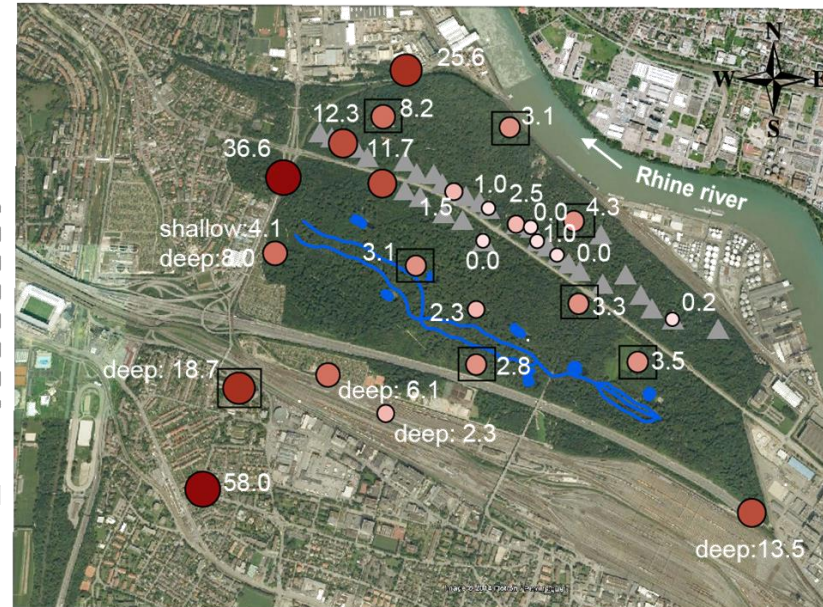 25.6
N
W E
S
12.3
8.2
3.1
11.7
36.6
1.0
Rhine river
1.5
2.5
0.0
4.3
shallow:4.1
deep:8.0
1.0
0.0
0.0
3.1
2.3
3.3
0.2
deep: 18.7
2.8
3.5
deep: 6.1
deep: 2.3
58.0
deep:13.5